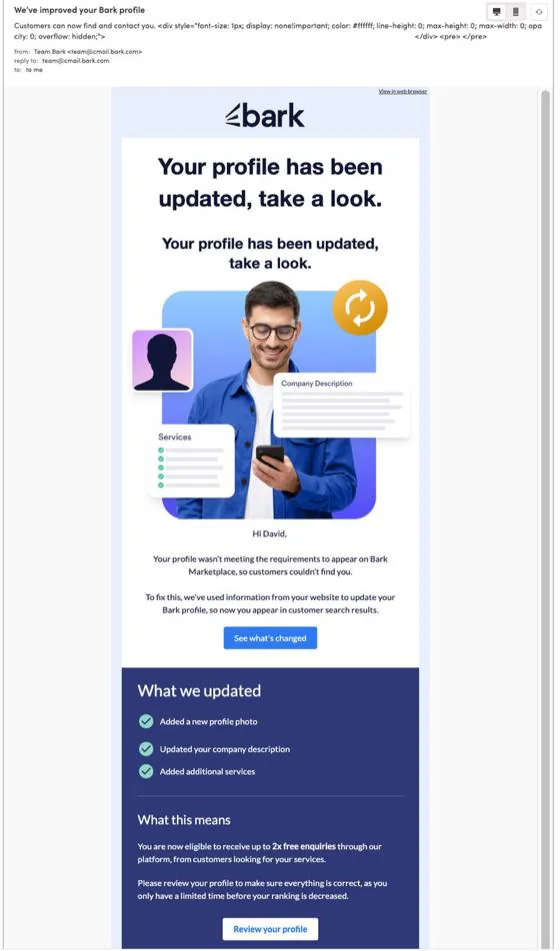 We've improved your Bark profile
Customers can now find and contact you. <div style="font-size: 1px; display: none!important; color: #ffffff; line-height: 0; max-height: 0; max-width: 0; opa
city: 0; overflow: hidden;"> </div> <pre> </pre>
from: Team Bark <team@cmail.bark.com>
reply to: team@cmail.bark.com
to: to me
View in web browser
bark
Your profile has been
updated, take a look.
Your profile has been updated,
take a look.
Company Description
Services
Hi David,
Your profile wasn't meeting the requirements to appear on Bark
Marketplace, so customers couldn't find you.
To fix this, we've used information from your website to update your
Bark profile, so now you appear in customer search results.
See what's changed
What we updated
Added a new profile photo
Updated your company description
Added additional services
What this means
You are now eligible to receive up to 2x free enquiries through our
platform, from customers looking for your services.
Please review your profile to make sure everything is correct, as you
only have a limited time before your ranking is decreased.
Review your profile